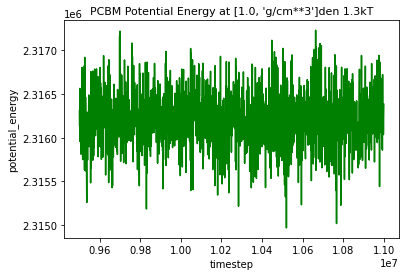 PCBM Potential Energy at [1.0, 'g/cm**3']den 1.3kT
1e6
2.3170
2.3165
2.3160
2.3155
2.3150
potential_energy
0.96 0.98 1.00 1.02 1.04 1.06 1.08 1.10
1e7
timestep